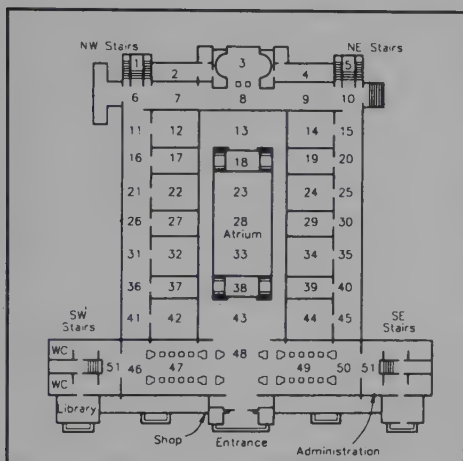 NW Stairs NE Stairs
1 2 3 4 5
6 7 8 9 10
11 12 13 14 15
16 17 18 19 20
21 22 23 24 25
26 27 28 29 30
Atrium
31 32 33 34 35
36 37 38 39 40
41 42 43 44 45
SW
Stairs
SE
Stairs
WC 48
51 46 47 49 50 51
WC
Library
Shop Entrance Administration